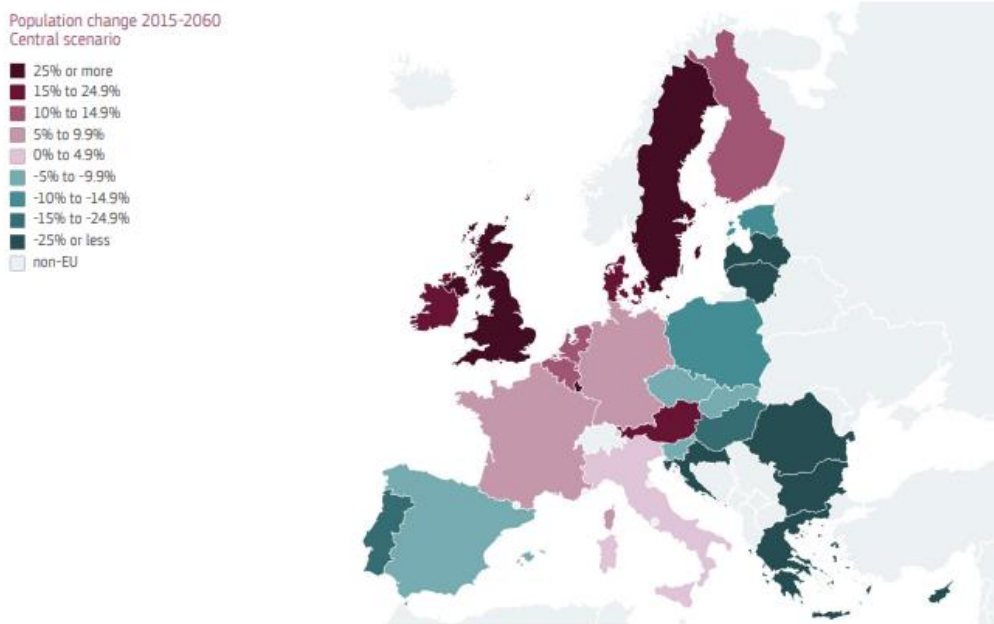 Population change 2015-2060
Central scenario
25% or more
15% to 24.9%
10% to 14.9%
5% to 9.9%
0% to 4.9%
-5% to -9.9%
-10% to -14.9%
-15% to -24.9%
-25% or less
non-EU